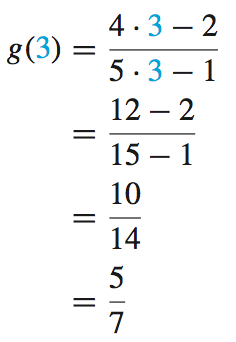 g(3) = (4 · 3 − 2)/(5 · 3 − 1)
= (12 − 2)/(15 − 1)
= 10/14
= 5/7